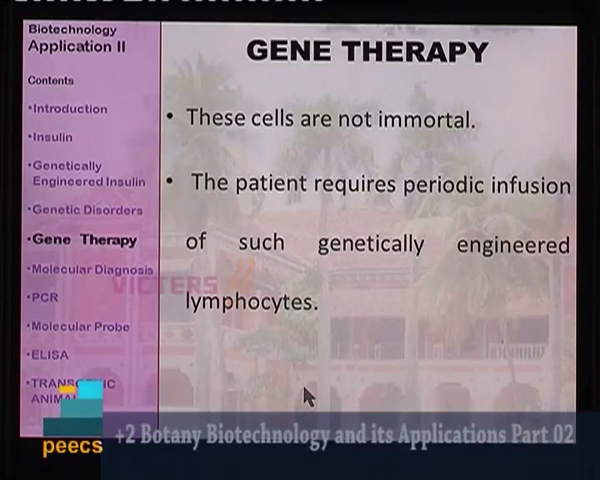 Biotechnology
Application II
Contents
•Introduction
•Insulin
•Genetically
Engineered Insulin
•Genetic Disorders
•Gene Therapy
•Molecular Diagnosis
•PCR
•Molecular Probe
•ELISA
GENE THERAPY
• These cells are not immortal.
• The patient requires periodic infusion
of such genetically engineered
lymphocytes.
VICTERS
peecs
+2 Botany Biotechnology and its Applications Part 02